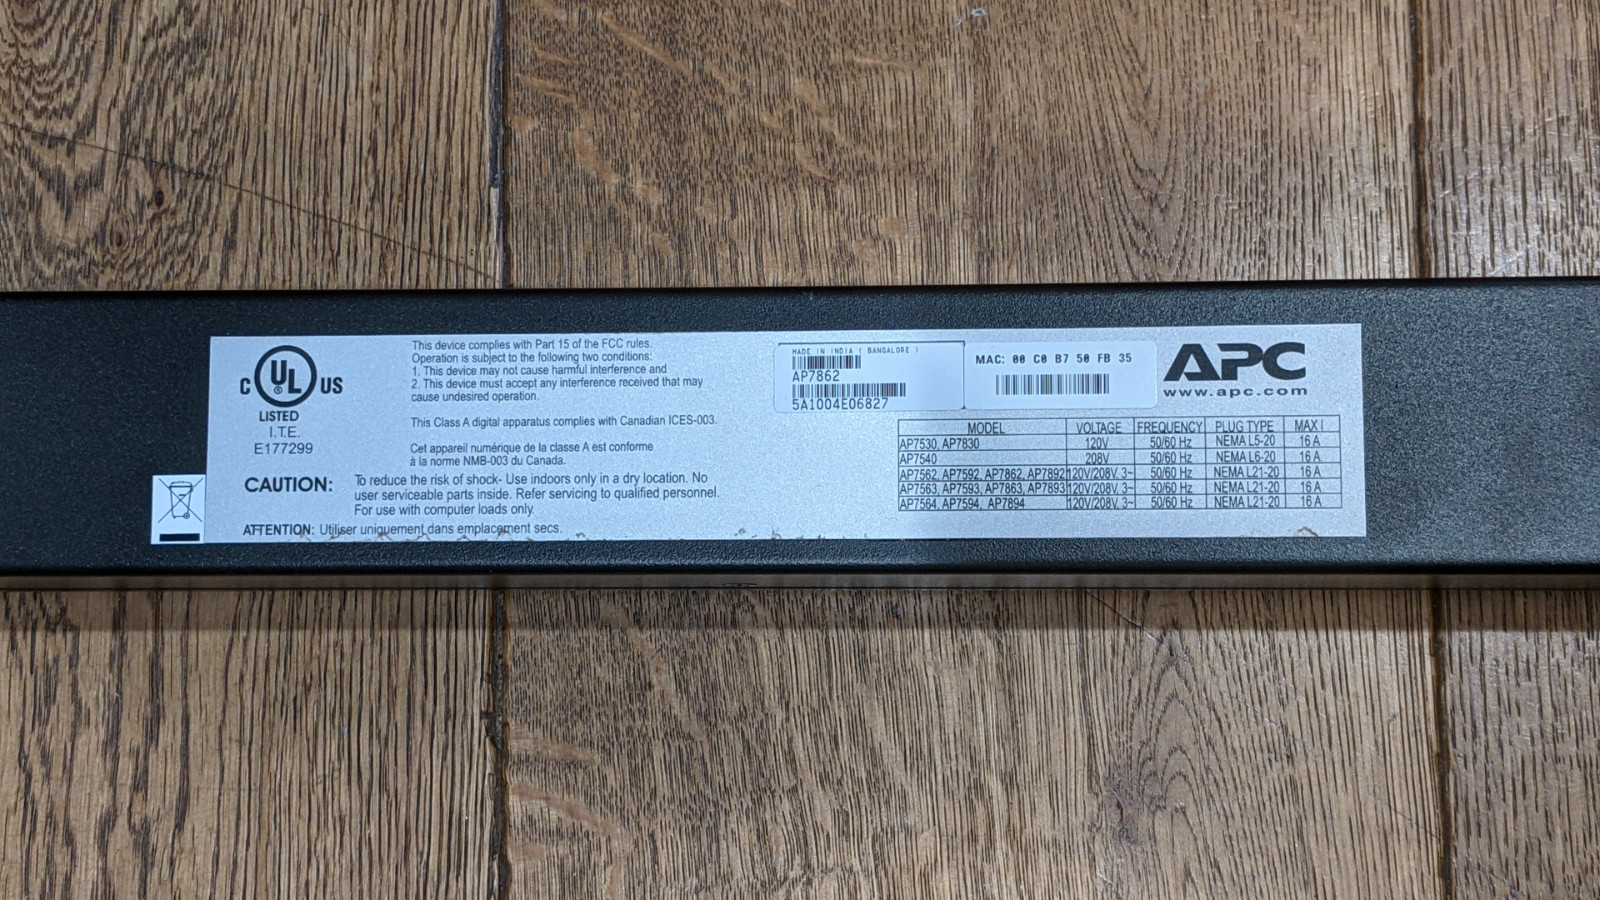 C UL ® US
LISTED
I.T.E.
E177299
This device complies with Part 15 of the FCC rules.
Operation is subject to the following two conditions:
1. This device may not cause harmful interference and
2. This device must accept any interference received that may
cause undesired operation.
This Class A digital apparatus complies with Canadian ICES-003.
Cet appareil numérique de la classe A est conforme
à la norme NMB-003 du Canada.
CAUTION: To reduce the risk of shock- Use indoors only in a dry location. No
user serviceable parts inside. Refer servicing to qualified personnel.
For use with computer loads only.
ATTENTION: Utiliser uniquement dans emplacement secs.
MADE IN INDIA ( BANGALORE )
AP7862
5A1004E06827
MAC: 00 C0 B7 50 FB 35
APC
www.apc.com
MODEL VOLTAGE FREQUENCY PLUG TYPE MAX I
AP7530, AP7830 120V 50/60 Hz NEMA L5-20 16 A
AP7540 208V 50/60 Hz NEMA L6-20 16 A
AP7562, AP7592, AP7862, AP7892 120V/208V, 3~ 50/60 Hz NEMA L21-20 16 A
AP7563, AP7593, AP7863, AP7893 120V/208V, 3~ 50/60 Hz NEMA L21-20 16 A
AP7564, AP7594, AP7894 120V/208V, 3~ 50/60 Hz NEMA L21-20 16 A